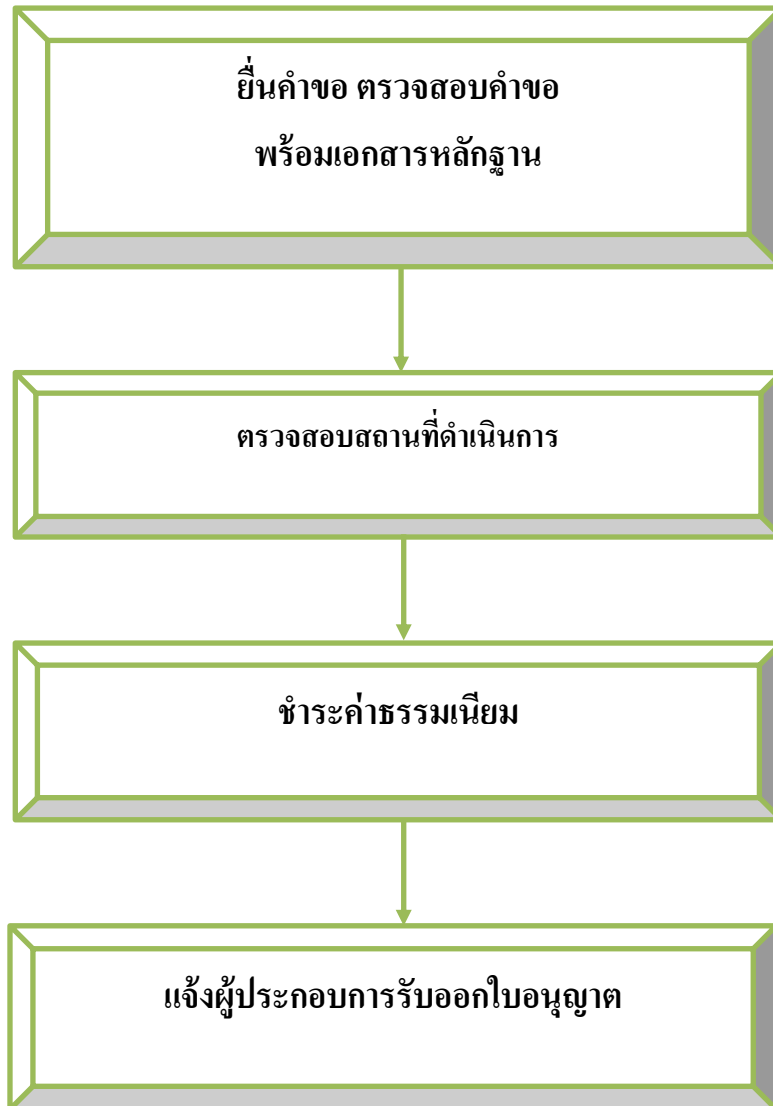 ยื่นคำขอ ตรวจสอบคำขอ
พร้อมเอกสารหลักฐาน
ตรวจสอบสถานที่ดำเนินการ
ชำระค่าธรรมเนียม
แจ้งผู้ประกอบการรับออกใบอนุญาต